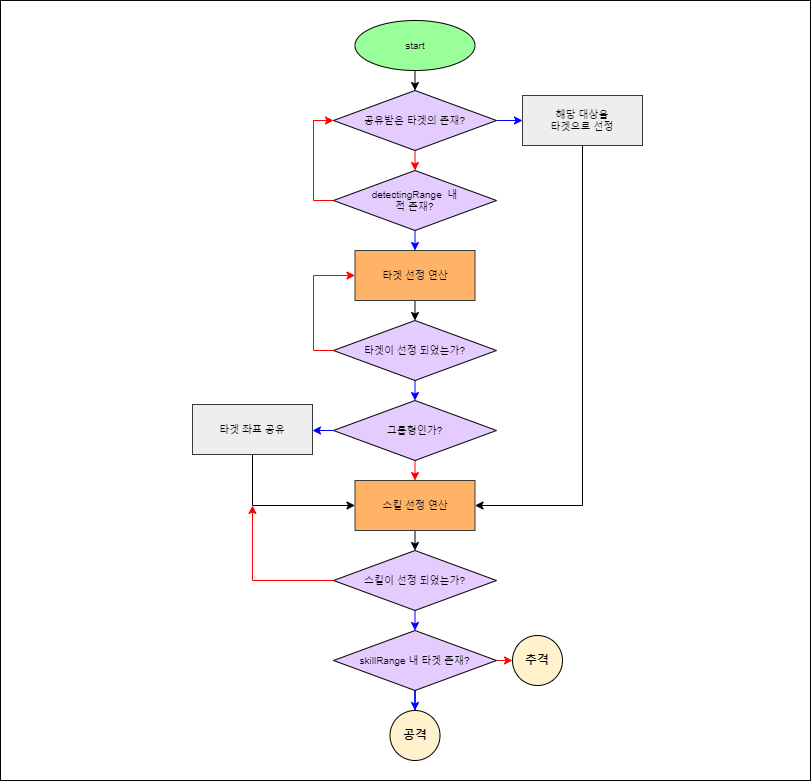 start
공유받은 타겟의 존재?
해당 대상을
타겟으로 선정
detectingRange 내
적 존재?
타겟 선정 연산
타겟이 선정 되었는가?
그룹형인가?
타겟 좌표 공유
스킬 선정 연산
스킬이 선정 되었는가?
skillRange 내 타겟 존재?
추격
공격